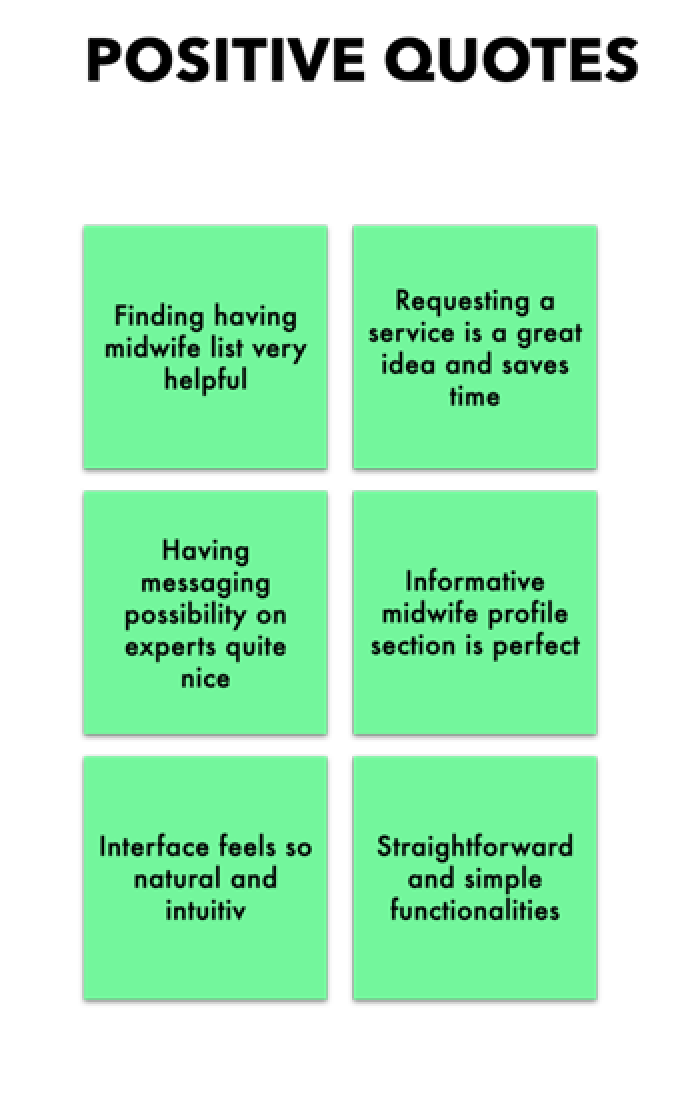 POSITIVE QUOTES
Finding having
midwife list very
helpful
Requesting a
service is a great
idea and saves
time
Having
messaging
possibility on
experts quite
nice
Informative
midwife profile
section is perfect
Interface feels so
natural and
intuitiv
Straightforward
and simple
functionalities